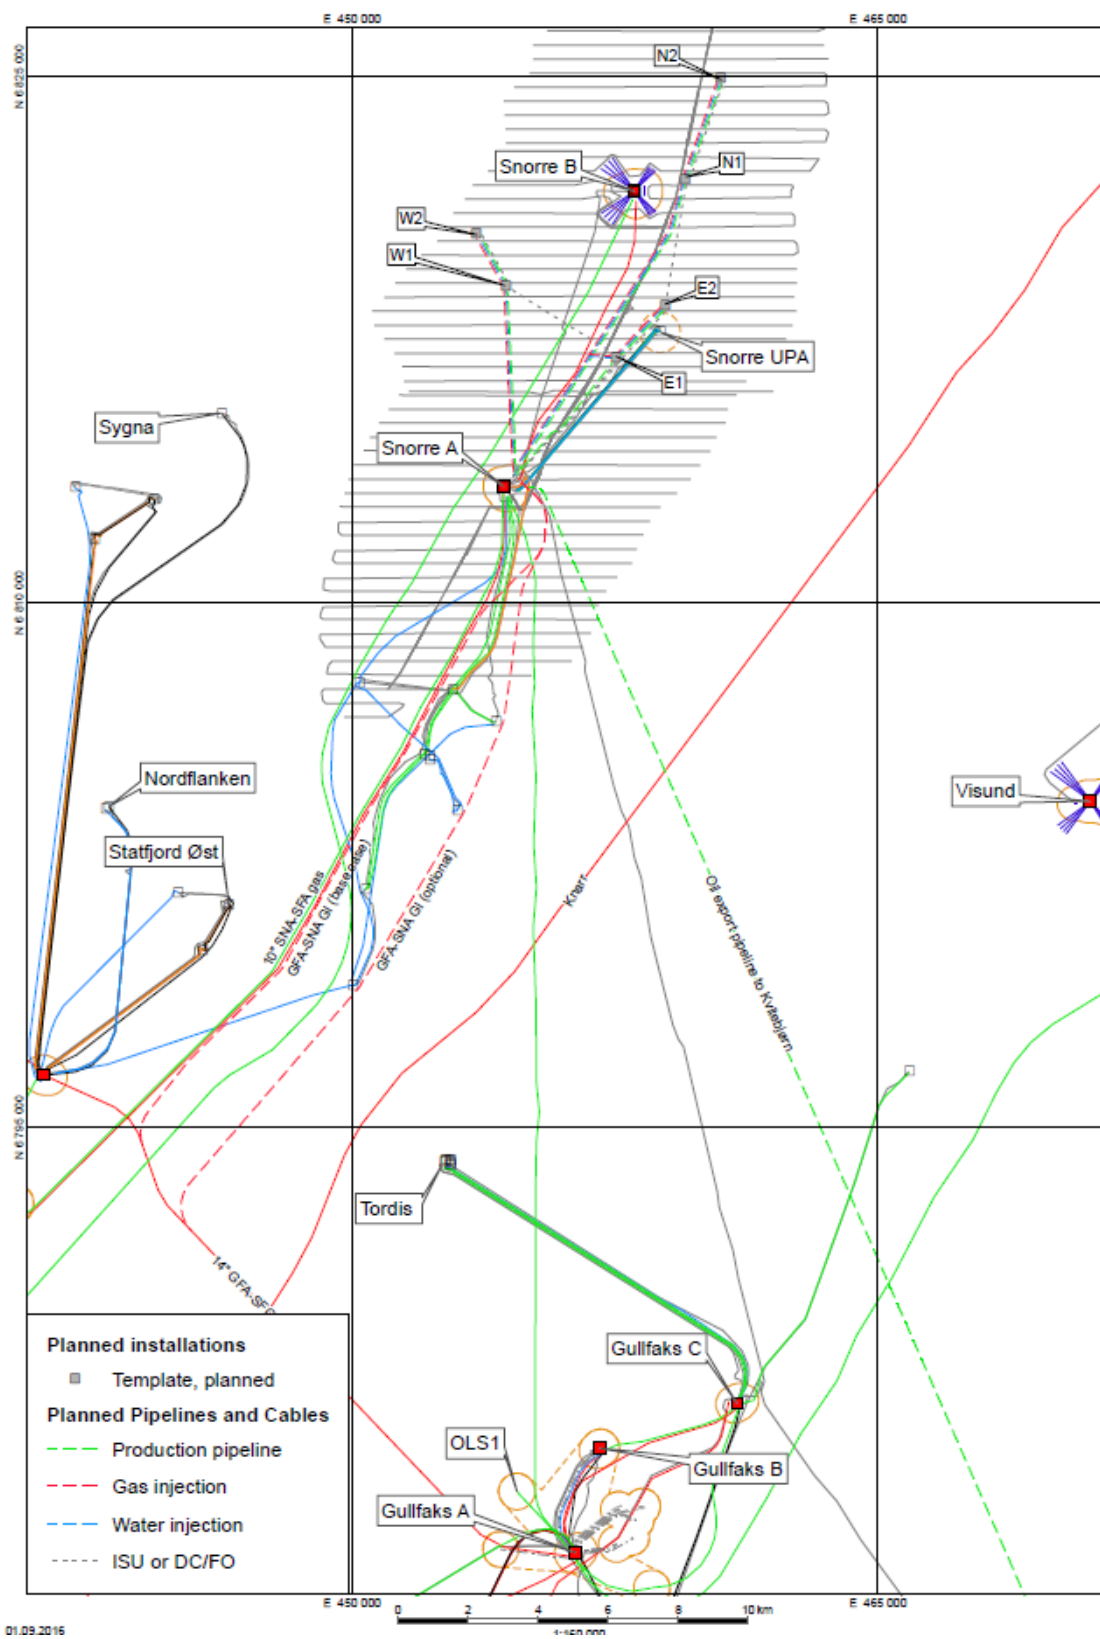 E 450 000
E 465 000
N 6 825 000
N2
N1
Snorre B
W2
W1
E2
Snorre UPA
E1
Sygna
Snorre A
N 6 810 000
Nordflanken
Visund
Statfjord Øst
10" SNA-SFA gas
GFA-SNA GI (base case)
GFA-SNA GI (optional)
Knarr
Oil export pipeline to Kvitebjørn
N 6 795 000
Tordis
14" GFA-SFC
Gullfaks C
OLS1
Gullfaks B
Gullfaks A
Planned installations
Template, planned
Planned Pipelines and Cables
Production pipeline
Gas injection
Water injection
ISU or DC/FO
E 450 000
E 465 000
0 2 4 6 8 10 km
01.09.2016